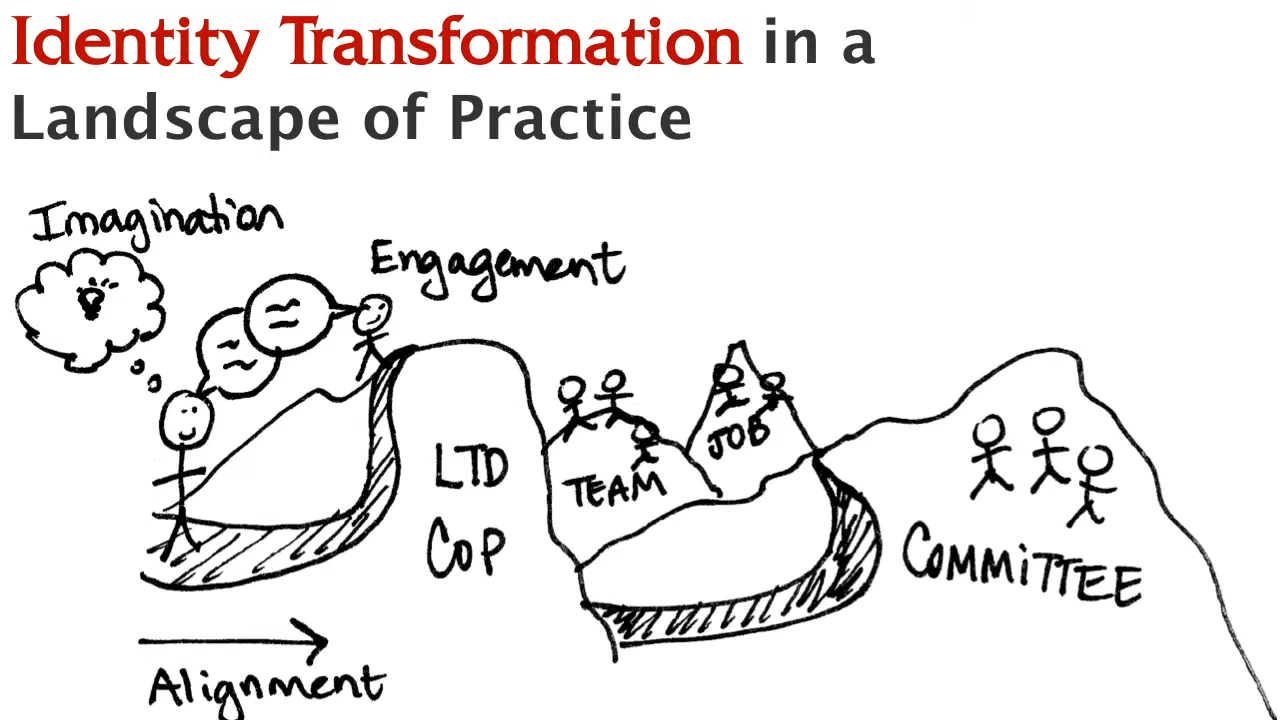 Identity Transformation in a
Landscape of Practice
Imagination
Engagement
LTD
CoP
TEAM
JOB
COMMiTTEE
Alignment